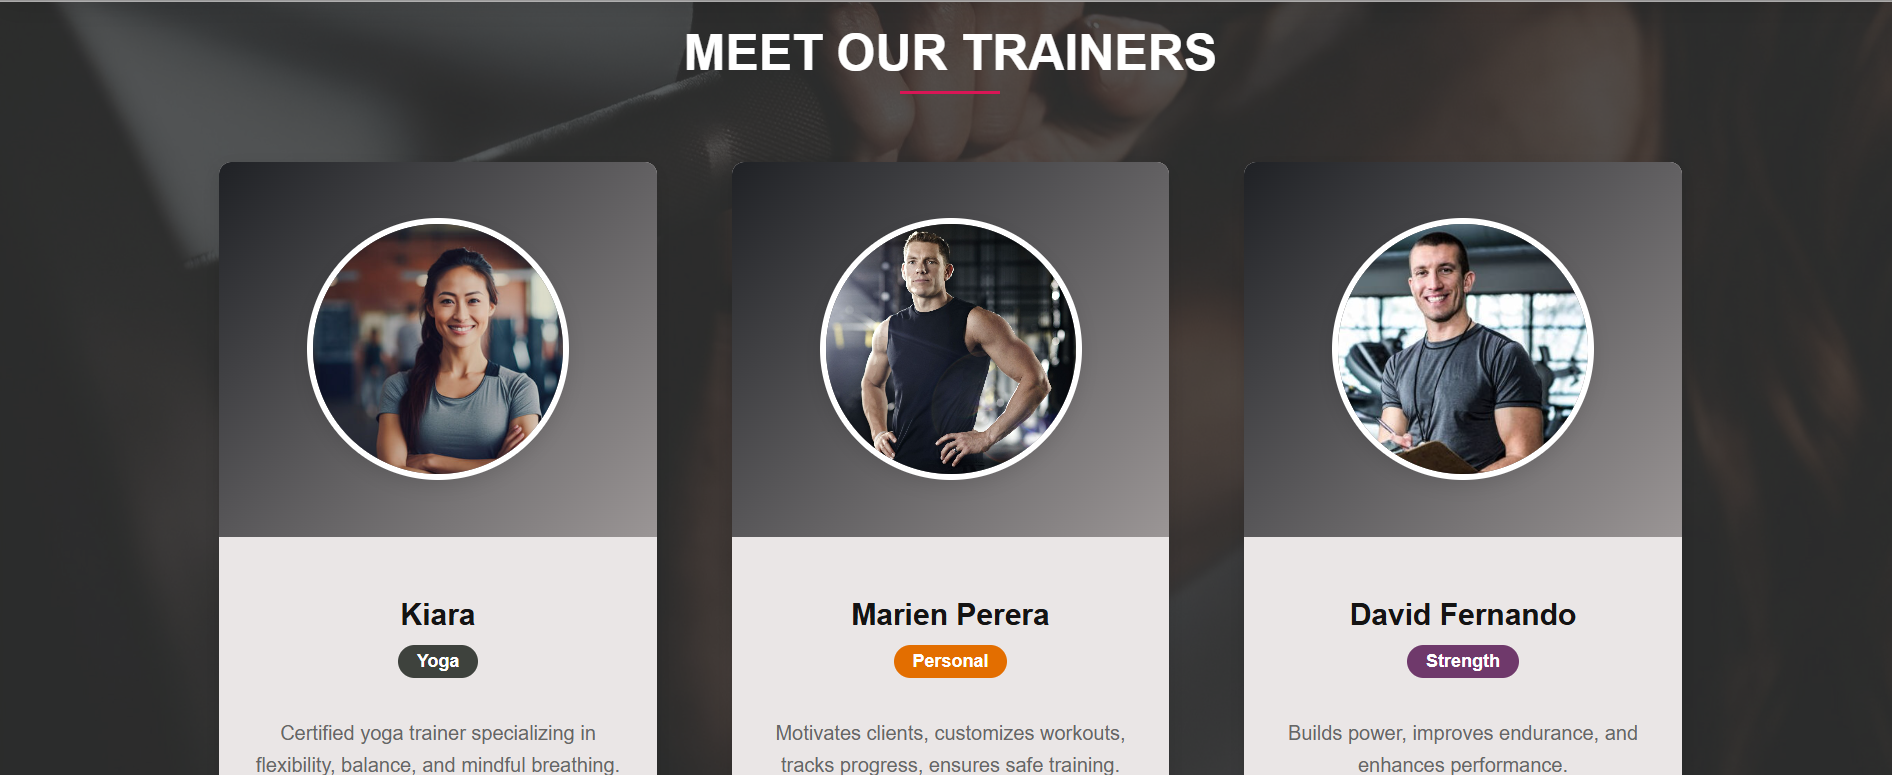 MEET OUR TRAINERS
Kiara
Yoga
Certified yoga trainer specializing in
flexibility, balance, and mindful breathing.
Marien Perera
Personal
Motivates clients, customizes workouts,
tracks progress, ensures safe training.
David Fernando
Strength
Builds power, improves endurance, and
enhances performance.